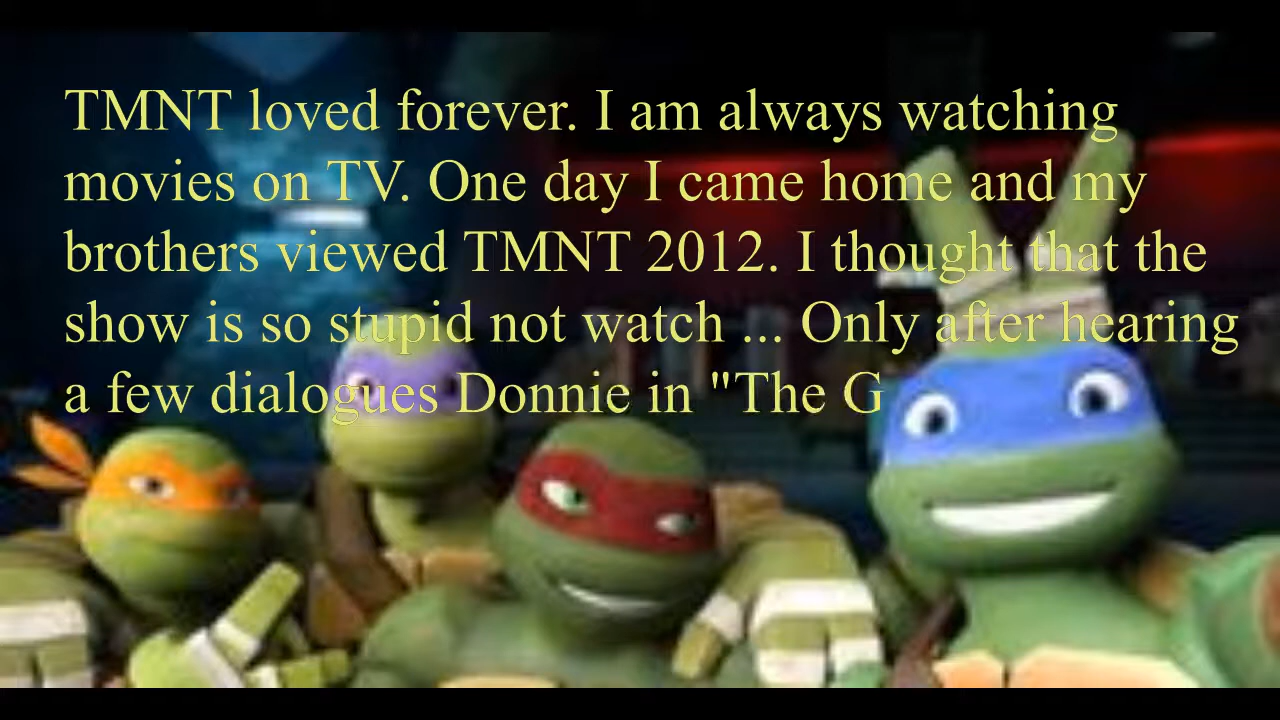 TMNT loved forever. I am always watching
movies on TV. One day I came home and my
brothers viewed TMNT 2012. I thought that the
show is so stupid not watch ... Only after hearing
a few dialogues Donnie in "The G